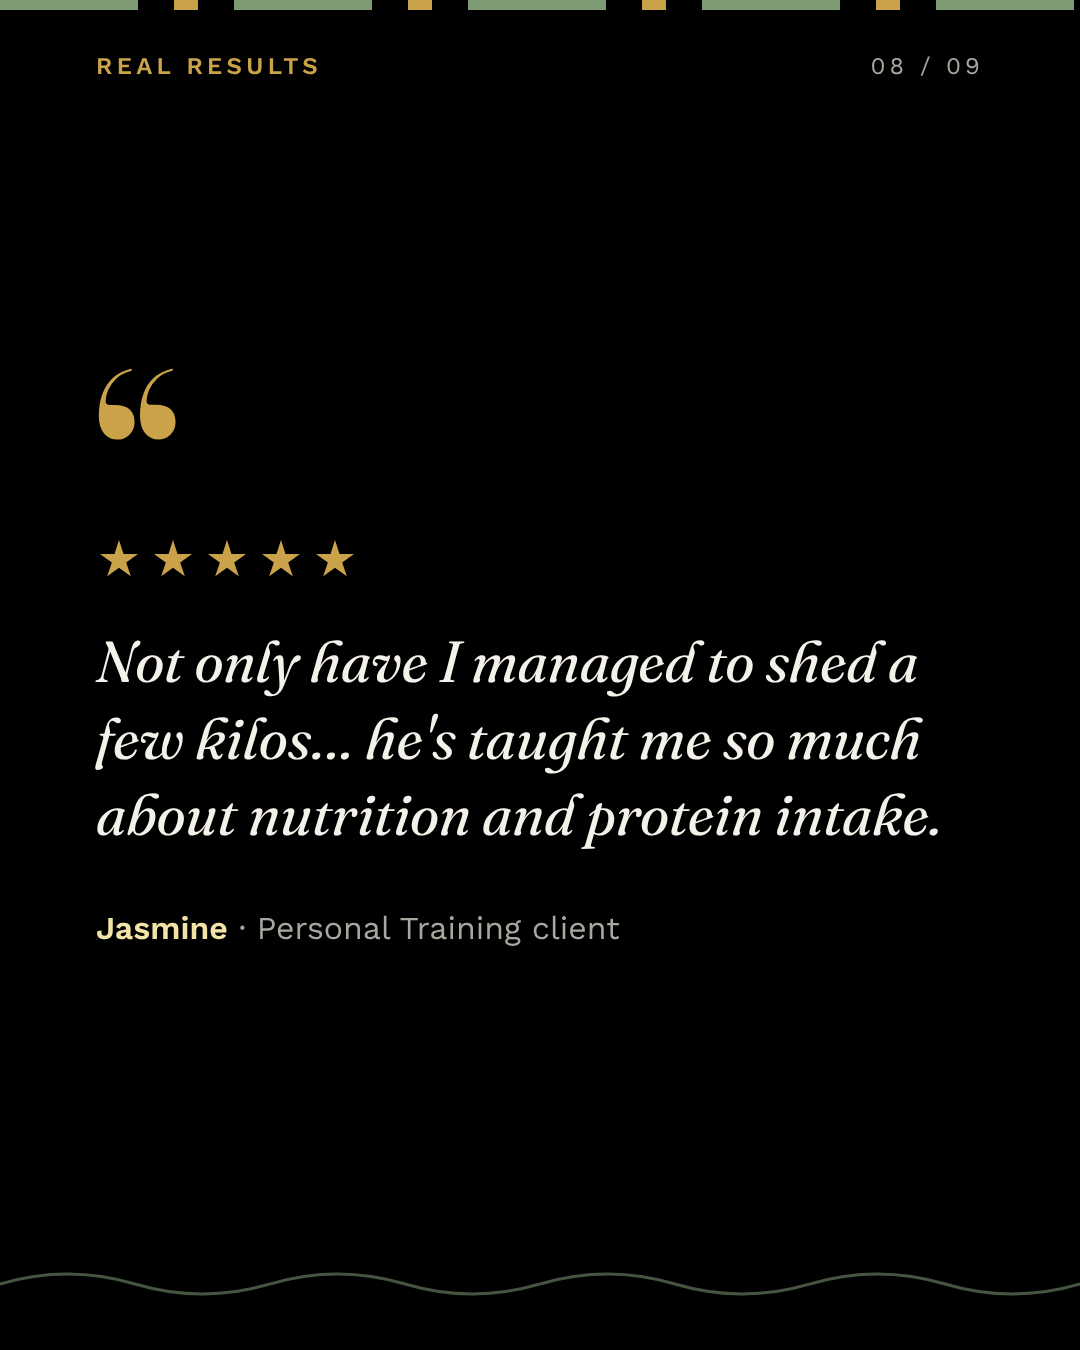 REAL RESULTS
08 / 09
“
★★★★★
Not only have I managed to shed a
few kilos... he's taught me so much
about nutrition and protein intake.
Jasmine · Personal Training client